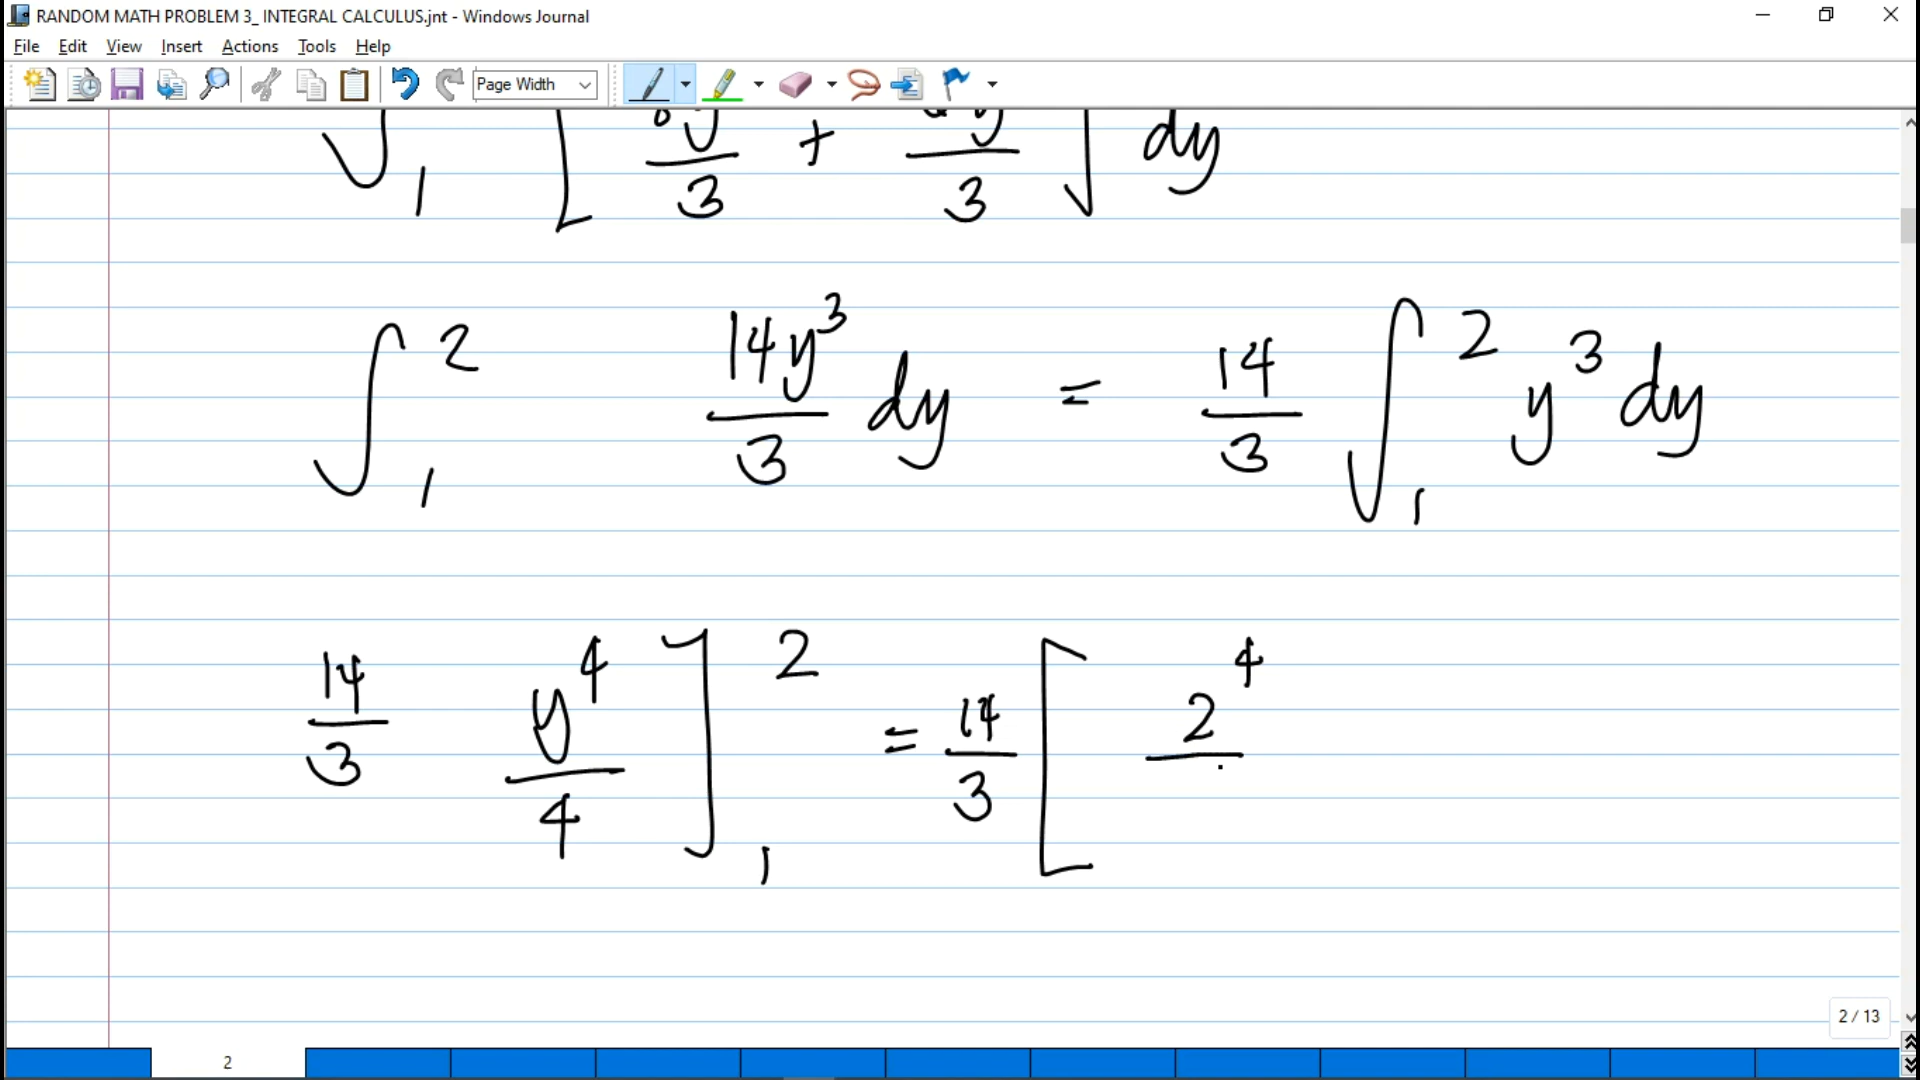 RANDOM MATH PROBLEM 3_ INTEGRAL CALCULUS.jnt - Windows Journal
File Edit View Insert Actions Tools Help
Page Width
∫₁ [ y/3 + y/3 ] dy
∫₁² 14y³/3 dy = 14/3 ∫₁² y³ dy
14/3 y⁴/4 ]₁² = 14/3 [ 2⁴/
2 / 13
2